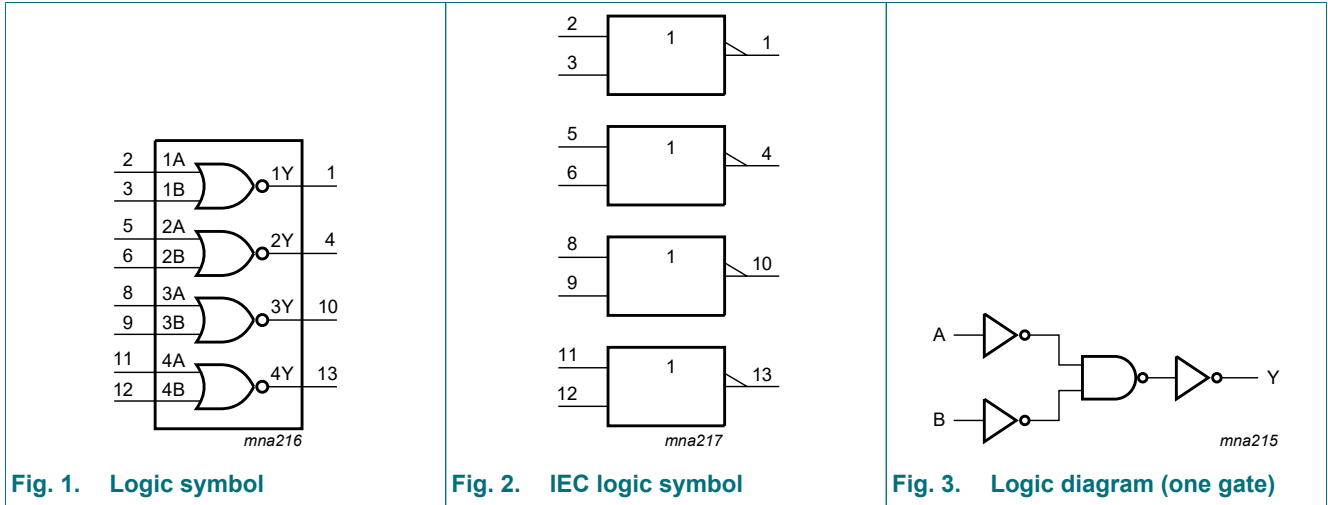 2 1A 1Y 1
3 1B
5 2A 2Y 4
6 2B
8 3A 3Y 10
9 3B
11 4A 4Y 13
12 4B
mna216
Fig. 1. Logic symbol
2 1 1
3
5 1 4
6
8 1 10
9
11 1 13
12
mna217
Fig. 2. IEC logic symbol
A
Y
B
mna215
Fig. 3. Logic diagram (one gate)